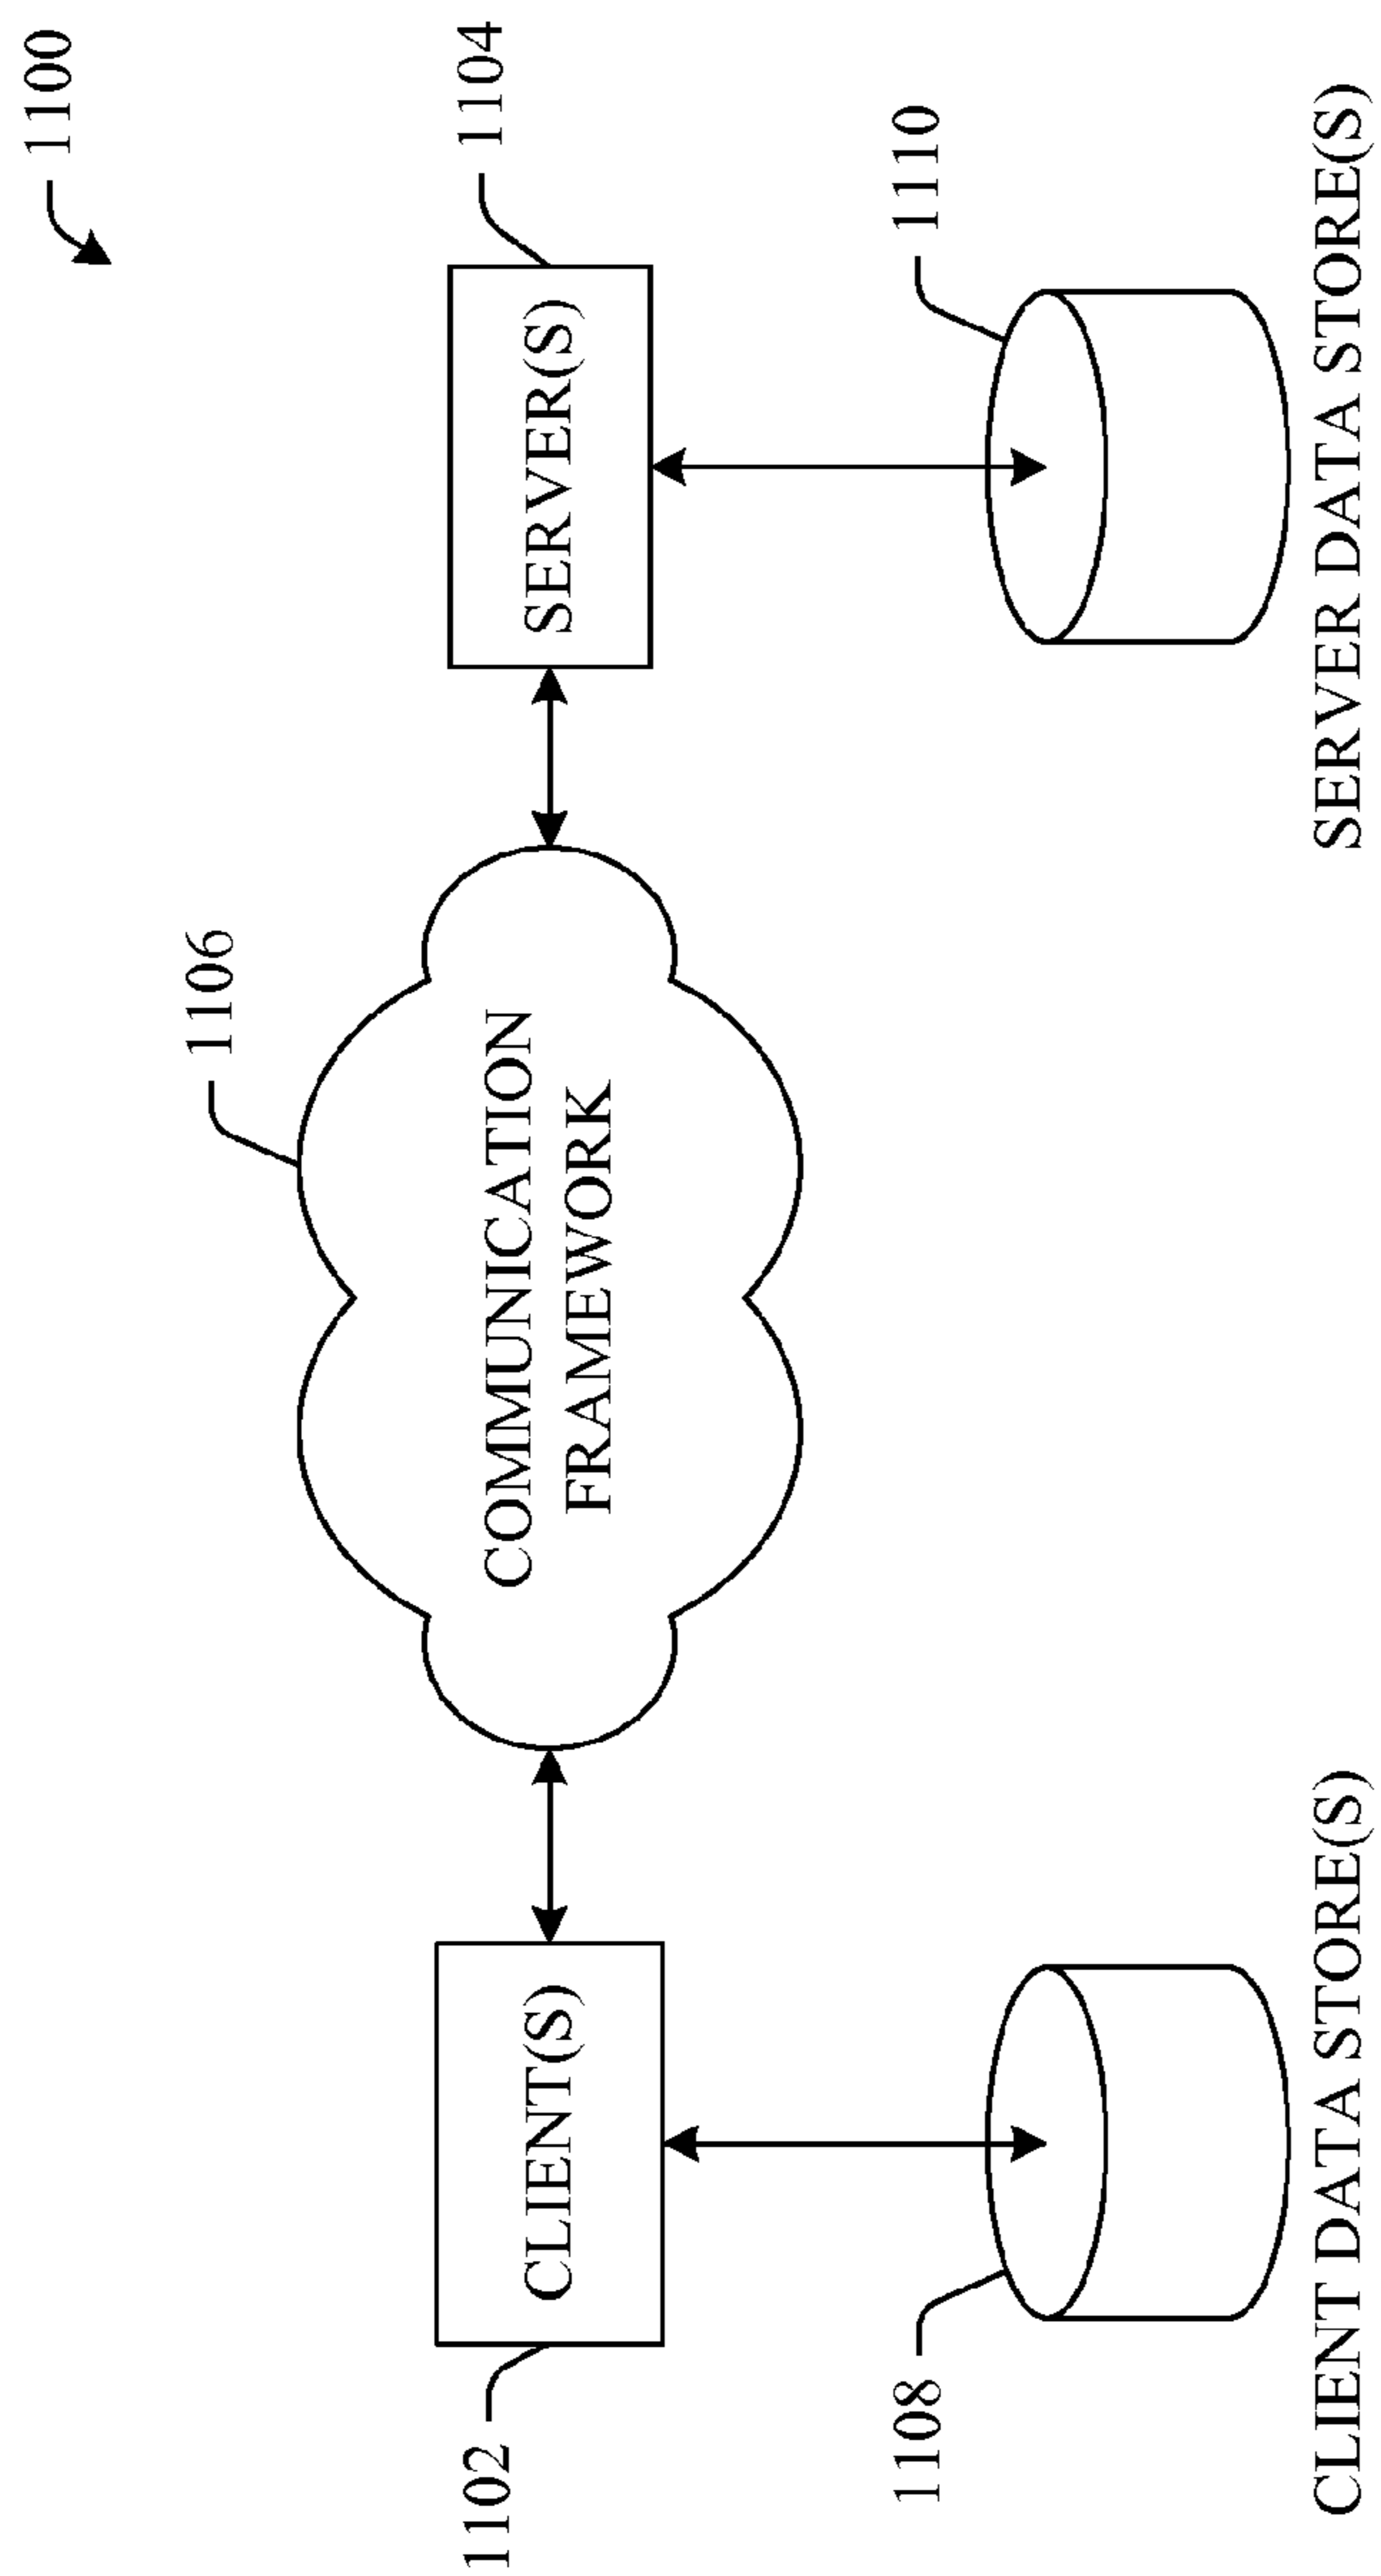 1100
1106
1102
1104
CLIENT(S)
COMMUNICATION
FRAMEWORK
SERVER(S)
1108
1110
CLIENT DATA STORE(S)
SERVER DATA STORE(S)